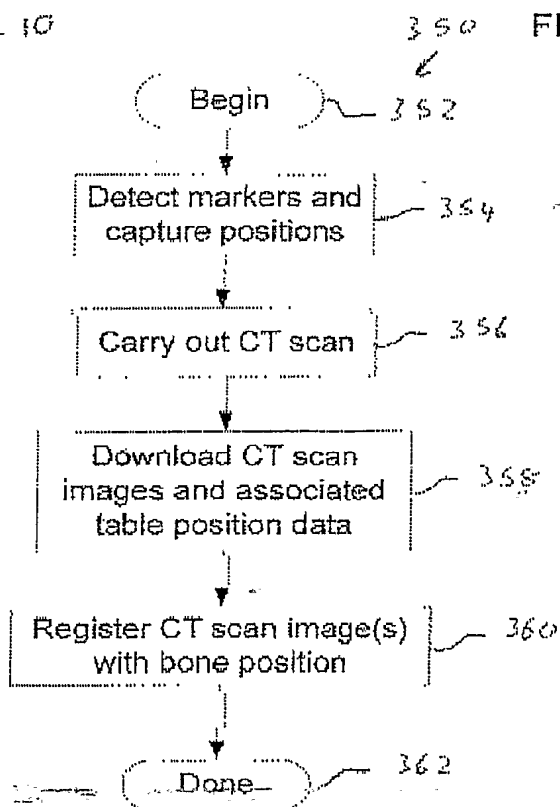 10
350 FI
Begin
352
Detect markers and
capture positions
354
Carry out CT scan
356
Download CT scan
images and associated
table position data
358
Register CT scan image(s)
with bone position
360
Done
362